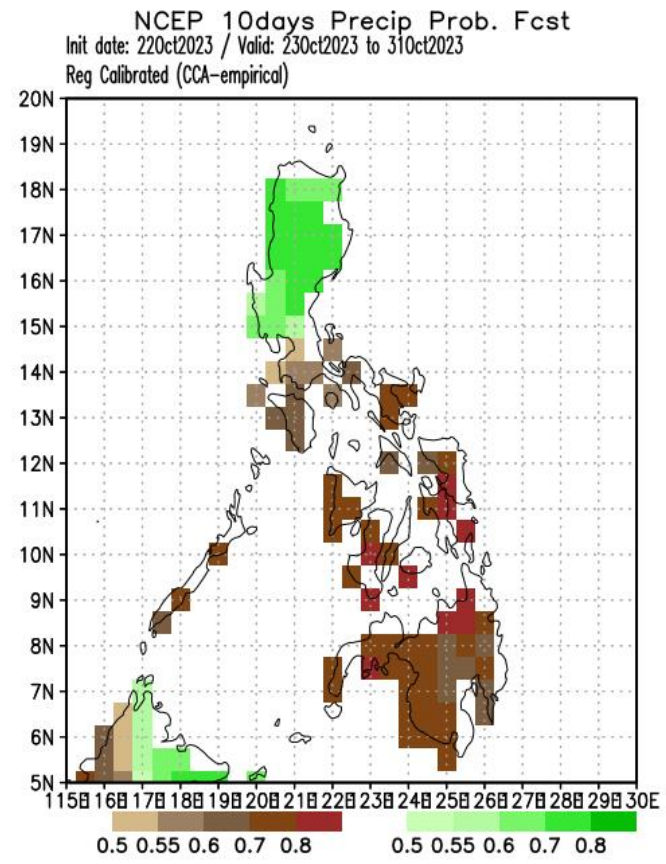 NCEP 10days Precip Prob. Fcst
Init date: 22Oct2023 / Valid: 23Oct2023 to 31Oct2023
Reg Calibrated (CCA-empirical)
20N
19N
18N
17N
16N
15N
14N
13N
12N
11N
10N
9N
8N
7N
6N
5N
115E 116E 117E 118E 119E 120E 121E 122E 123E 124E 125E 126E 127E 128E 129E 130E
0.5 0.55 0.6 0.7 0.8 0.5 0.55 0.6 0.7 0.8